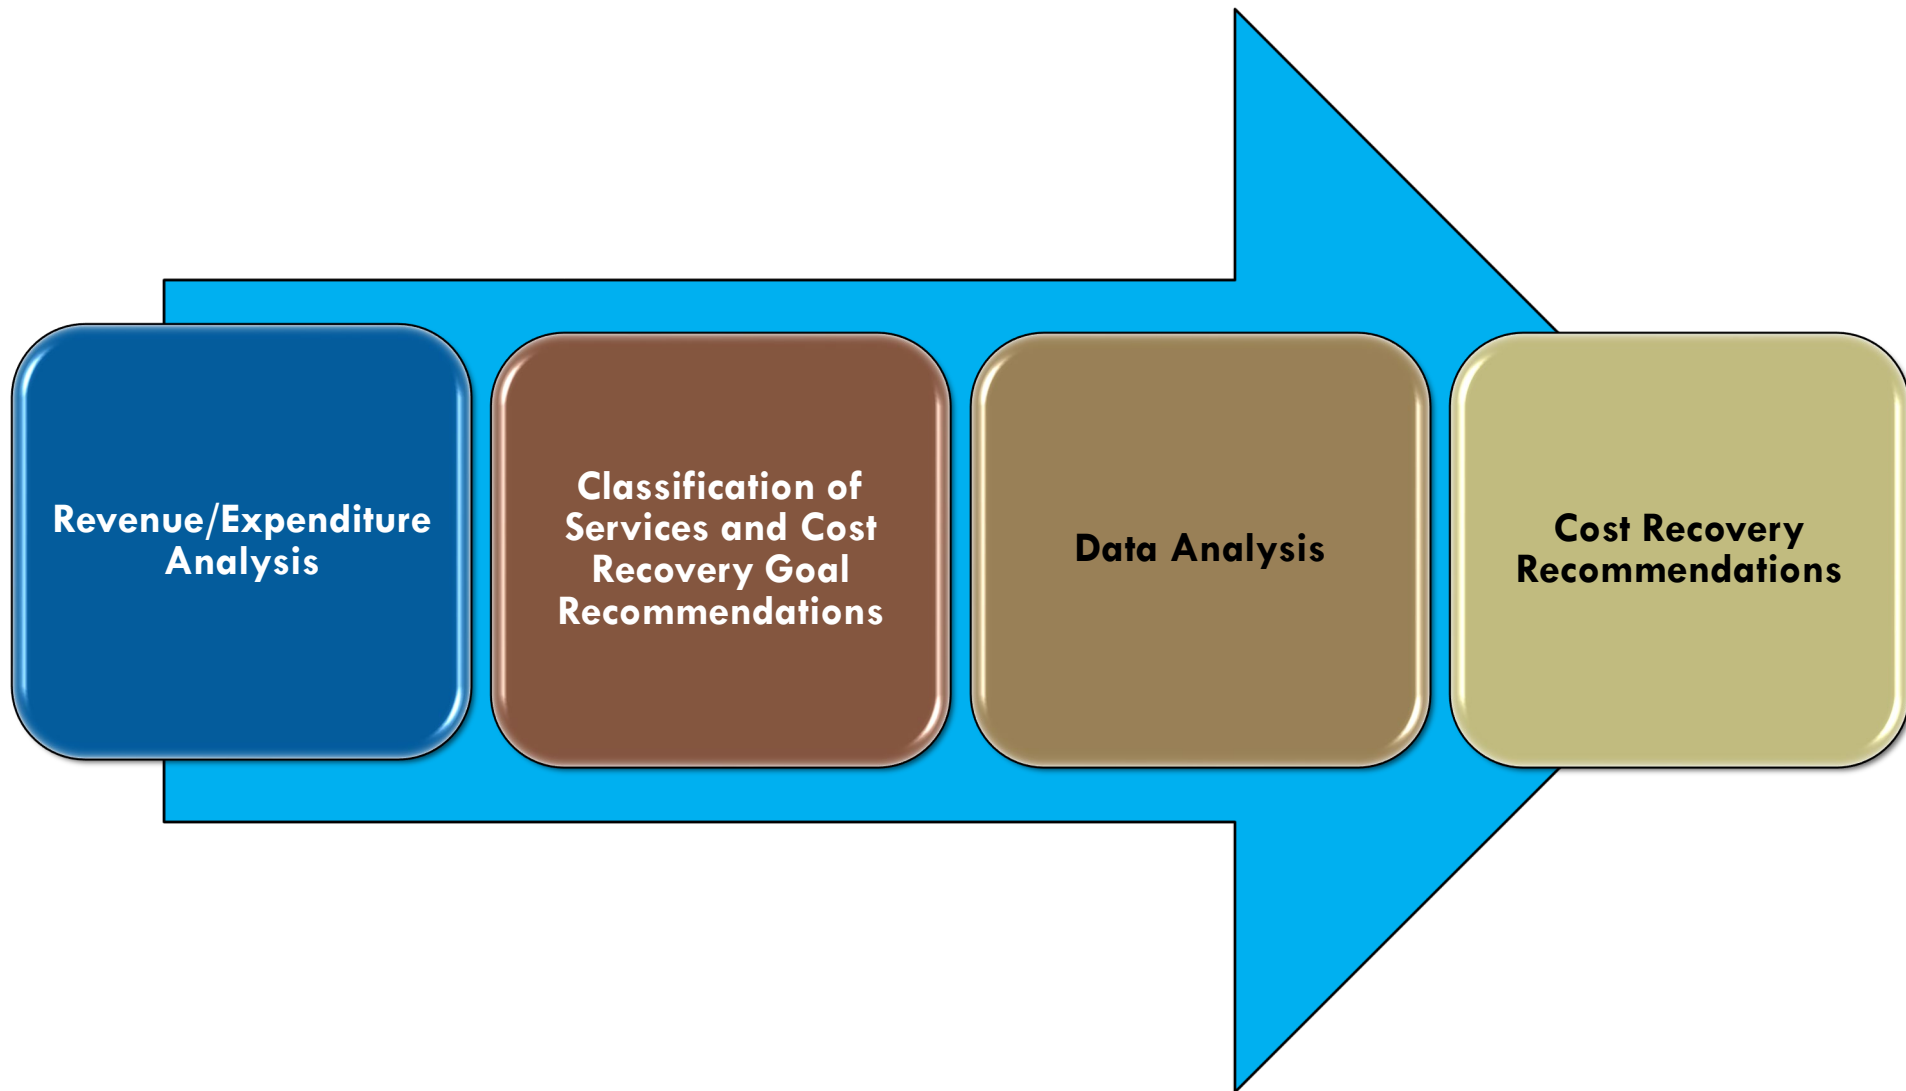 Revenue/Expenditure
Analysis
Classification of
Services and Cost
Recovery Goal
Recommendations
Data Analysis
Cost Recovery
Recommendations